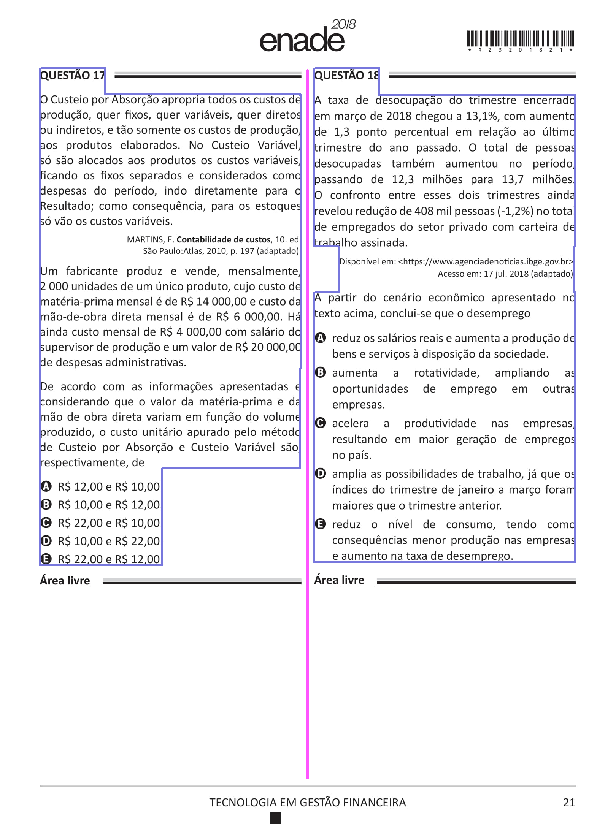 enade 2018
*R2320182 1*
QUESTÃO 17
O Custeio por Absorção apropria todos os custos de
produção, quer fixos, quer variáveis, quer diretos
ou indiretos, e tão somente os custos de produção,
aos produtos elaborados. No Custeio Variável,
só são alocados aos produtos os custos variáveis,
ficando os fixos separados e considerados como
despesas do período, indo diretamente para o
Resultado; como consequência, para os estoques
só vão os custos variáveis.
MARTINS, E. Contabilidade de custos, 10. ed
São Paulo:Atlas, 2010, p. 197 (adaptado)
Um fabricante produz e vende, mensalmente,
2 000 unidades de um único produto, cujo custo de
matéria-prima mensal é de R$ 14 000,00 e custo da
mão-de-obra direta mensal é de R$ 6 000,00. Há
ainda custo mensal de R$ 4 000,00 com salário do
supervisor de produção e um valor de R$ 20 000,00
de despesas administrativas.
De acordo com as informações apresentadas e
considerando que o valor da matéria-prima e da
mão de obra direta variam em função do volume
produzido, o custo unitário apurado pelo método
de Custeio por Absorção e Custeio Variável são,
respectivamente, de
A R$ 12,00 e R$ 10,00
B R$ 10,00 e R$ 12,00
C R$ 22,00 e R$ 10,00
D R$ 10,00 e R$ 22,00
E R$ 22,00 e R$ 12,00
Área livre
QUESTÃO 18
A taxa de desocupação do trimestre encerrado
em março de 2018 chegou a 13,1%, com aumento
de 1,3 ponto percentual em relação ao último
trimestre do ano passado. O total de pessoas
desocupadas também aumentou no período,
passando de 12,3 milhões para 13,7 milhões.
O confronto entre esses dois trimestres ainda
revelou redução de 408 mil pessoas (-1,2%) no total
de empregados do setor privado com carteira de
trabalho assinada.
Disponível em: <https://www.agenciadenoticias.ibge.gov.br>
Acesso em: 17 jul. 2018 (adaptado)
A partir do cenário econômico apresentado no
texto acima, conclui-se que o desemprego
A reduz os salários reais e aumenta a produção de
bens e serviços à disposição da sociedade.
B aumenta a rotatividade, ampliando as
oportunidades de emprego em outras
empresas.
C acelera a produtividade nas empresas,
resultando em maior geração de empregos
no país.
D amplia as possibilidades de trabalho, já que os
índices do trimestre de janeiro a março foram
maiores que o trimestre anterior.
E reduz o nível de consumo, tendo como
consequências menor produção nas empresas
e aumento na taxa de desemprego.
Área livre
TECNOLOGIA EM GESTÃO FINANCEIRA
21